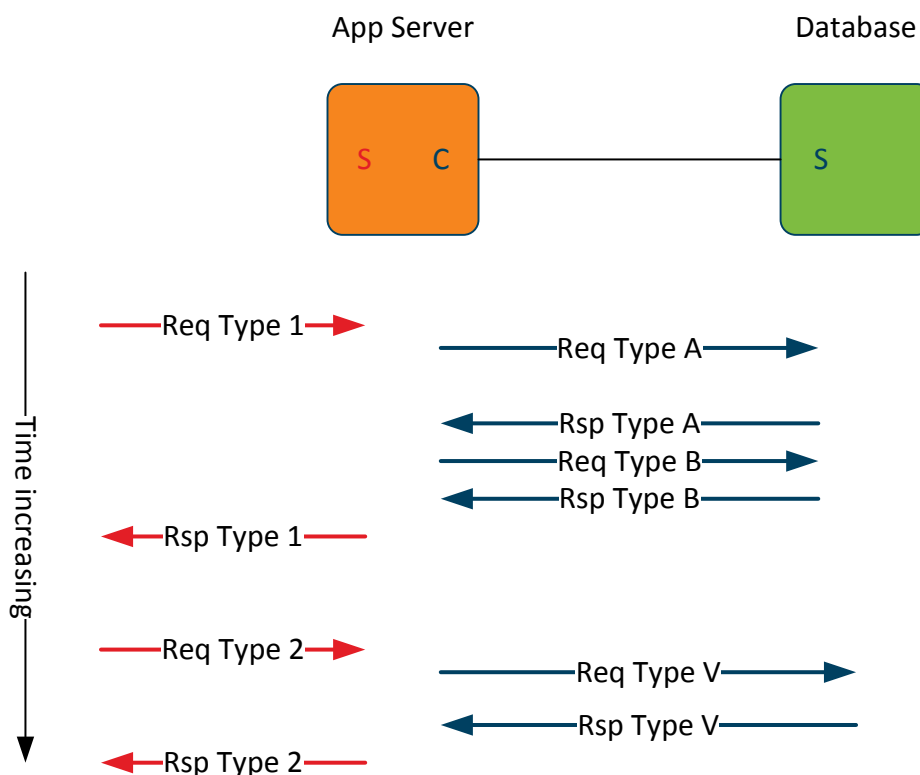 App Server
Database
S
C
S
Req Type 1
Req Type A
Rsp Type A
Req Type B
Rsp Type B
Rsp Type 1
Time increasing
Req Type 2
Req Type V
Rsp Type V
Rsp Type 2